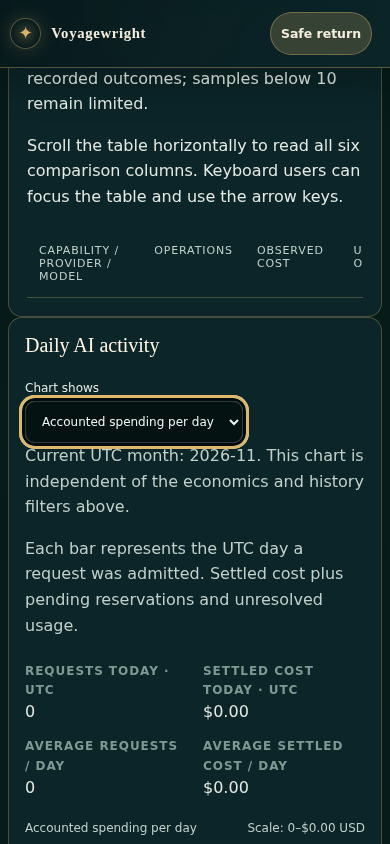 Voyagewright
Safe return
recorded outcomes; samples below 10
remain limited.
Scroll the table horizontally to read all six
comparison columns. Keyboard users can
focus the table and use the arrow keys.
CAPABILITY /
PROVIDER /
MODEL
OPERATIONS
OBSERVED
COST
U
O
Daily AI activity
Chart shows
Accounted spending per day
Current UTC month: 2026-11. This chart is
independent of the economics and history
filters above.
Each bar represents the UTC day a
request was admitted. Settled cost plus
pending reservations and unresolved
usage.
REQUESTS TODAY ·
UTC
0
SETTLED COST
TODAY · UTC
$0.00
AVERAGE REQUESTS
/ DAY
0
AVERAGE SETTLED
COST / DAY
$0.00
Accounted spending per day
Scale: 0–$0.00 USD